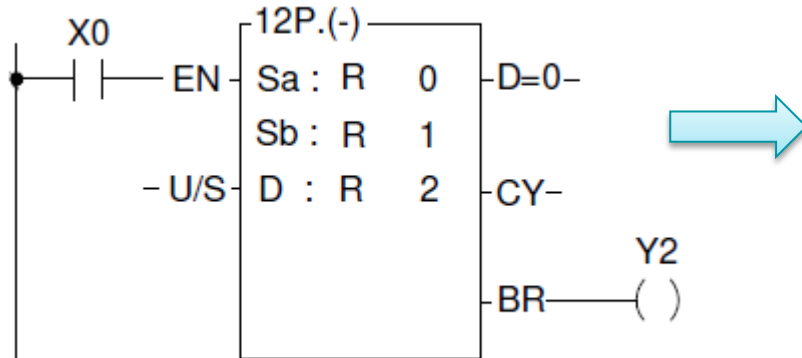 12P.(-)
X0
EN Sa : R 0 D=0
Sb : R 1
U/S D : R 2 CY
Y2
BR ( )